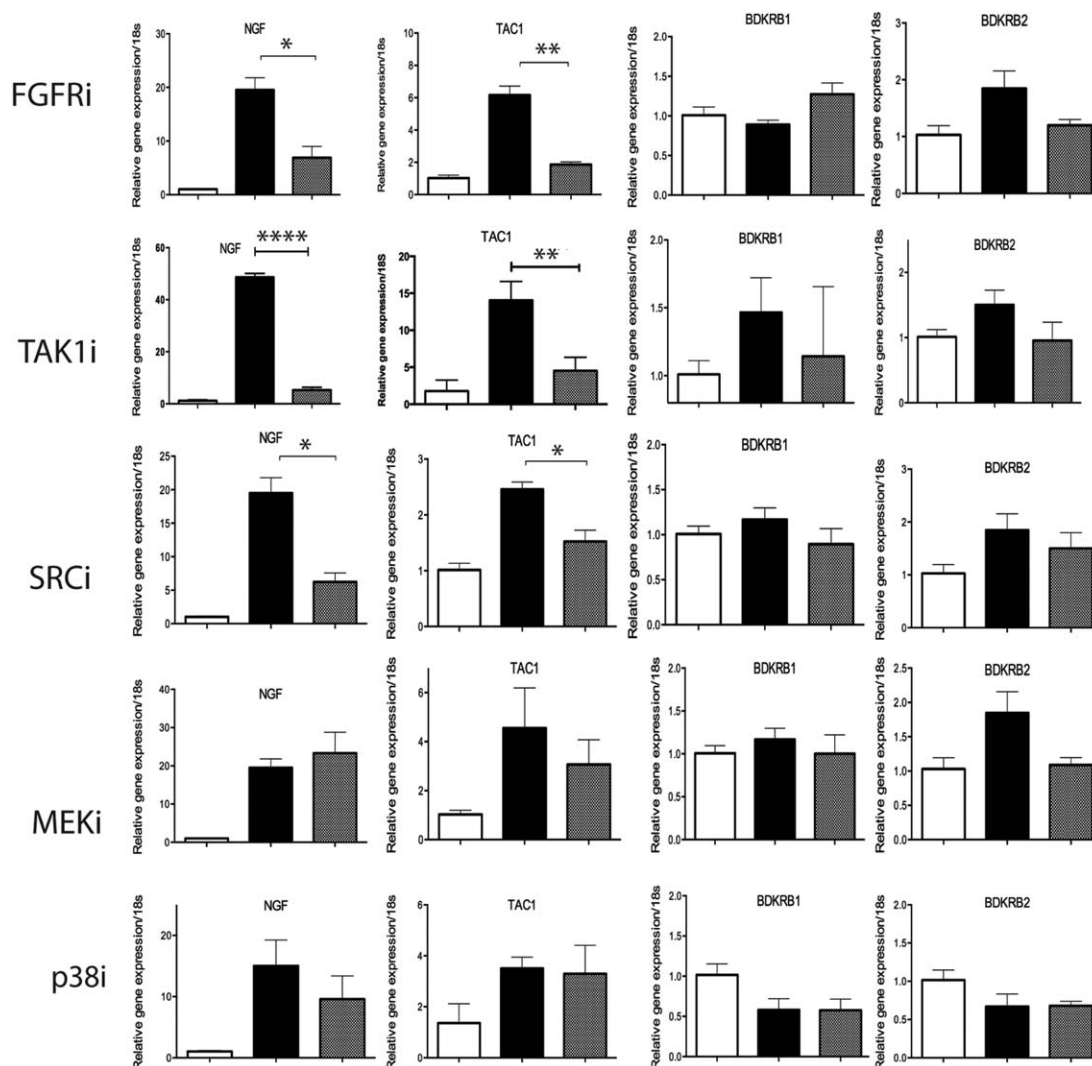 FGFRi
NGF
Relative gene expression/18s
30
20
10
0
*
TAC1
Relative gene expression/18s
6
4
2
0
**
BDKRB1
Relative gene expression/18s
2.0
1.5
1.0
0.5
0.0
BDKRB2
Relative gene expression/18s
3
2
1
0
TAK1i
NGF
Relative gene expression/18s
60
40
20
0
****
TAC1
Relative gene expression/18S
20
15
10
5
0
**
BDKRB1
Relative gene expression/18s
2.0
1.5
1.0
BDKRB2
Relative gene expression/18s
2
1
0
SRCi
NGF
Relative gene expression/18s
25
20
15
10
5
0
*
TAC1
Relative gene expression/18s
3
2
1
0
*
BDKRB1
Relative gene expression/18s
2.0
1.5
1.0
0.5
0.0
BDKRB2
Relative gene expression/18s
3
2
1
0
MEKi
NGF
Relative gene expression/18s
40
30
20
10
0
TAC1
Relative gene expression/18s
6
4
2
0
BDKRB1
Relative gene expression/18s
2.0
1.5
1.0
0.5
0.0
BDKRB2
Relative gene expression/18s
2.5
2.0
1.5
1.0
0.5
0.0
p38i
NGF
Relative gene expression/18s
20
10
0
TAC1
Relative gene expression/18s
6
4
2
0
BDKRB1
Relative gene expression/18s
2.0
1.5
1.0
0.5
0.0
BDKRB2
Relative gene expression/18s
2.0
1.5
1.0
0.5
0.0